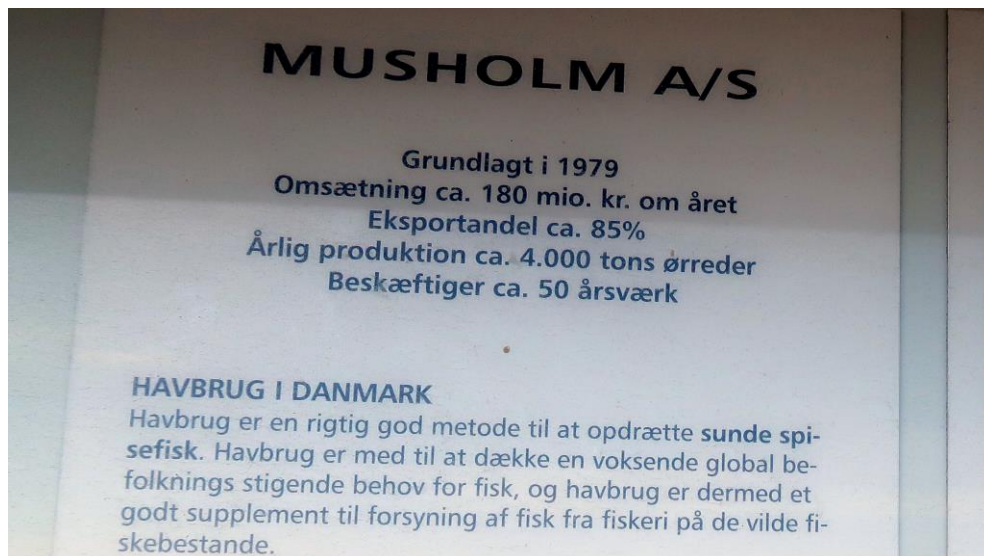 MUSHOLM A/S
Grundlagt i 1979
Omsætning ca. 180 mio. kr. om året
Eksportandel ca. 85%
Årlig produktion ca. 4.000 tons ørreder
Beskæftiger ca. 50 årsværk
HAVBRUG I DANMARK
Havbrug er en rigtig god metode til at opdrætte sunde spi-
sefisk. Havbrug er med til at dække en voksende global be-
folknings stigende behov for fisk, og havbrug er dermed et
godt supplement til forsyning af fisk fra fiskeri på de vilde fi-
skebestande.